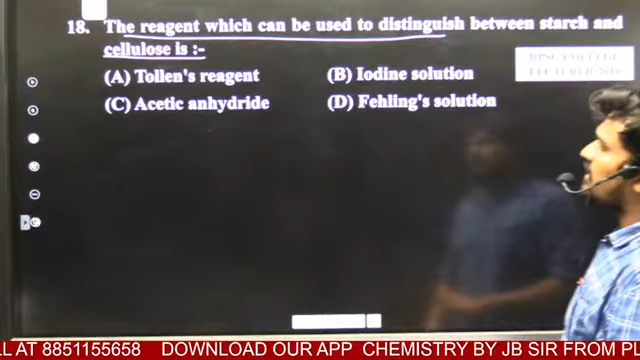 18. The reagent which can be used to distinguish between starch and
cellulose is :-
(A) Tollen's reagent
(B) Iodine solution
(C) Acetic anhydride
(D) Fehling's solution
LL AT 8851155658 DOWNLOAD OUR APP CHEMISTRY BY JB SIR FROM PL